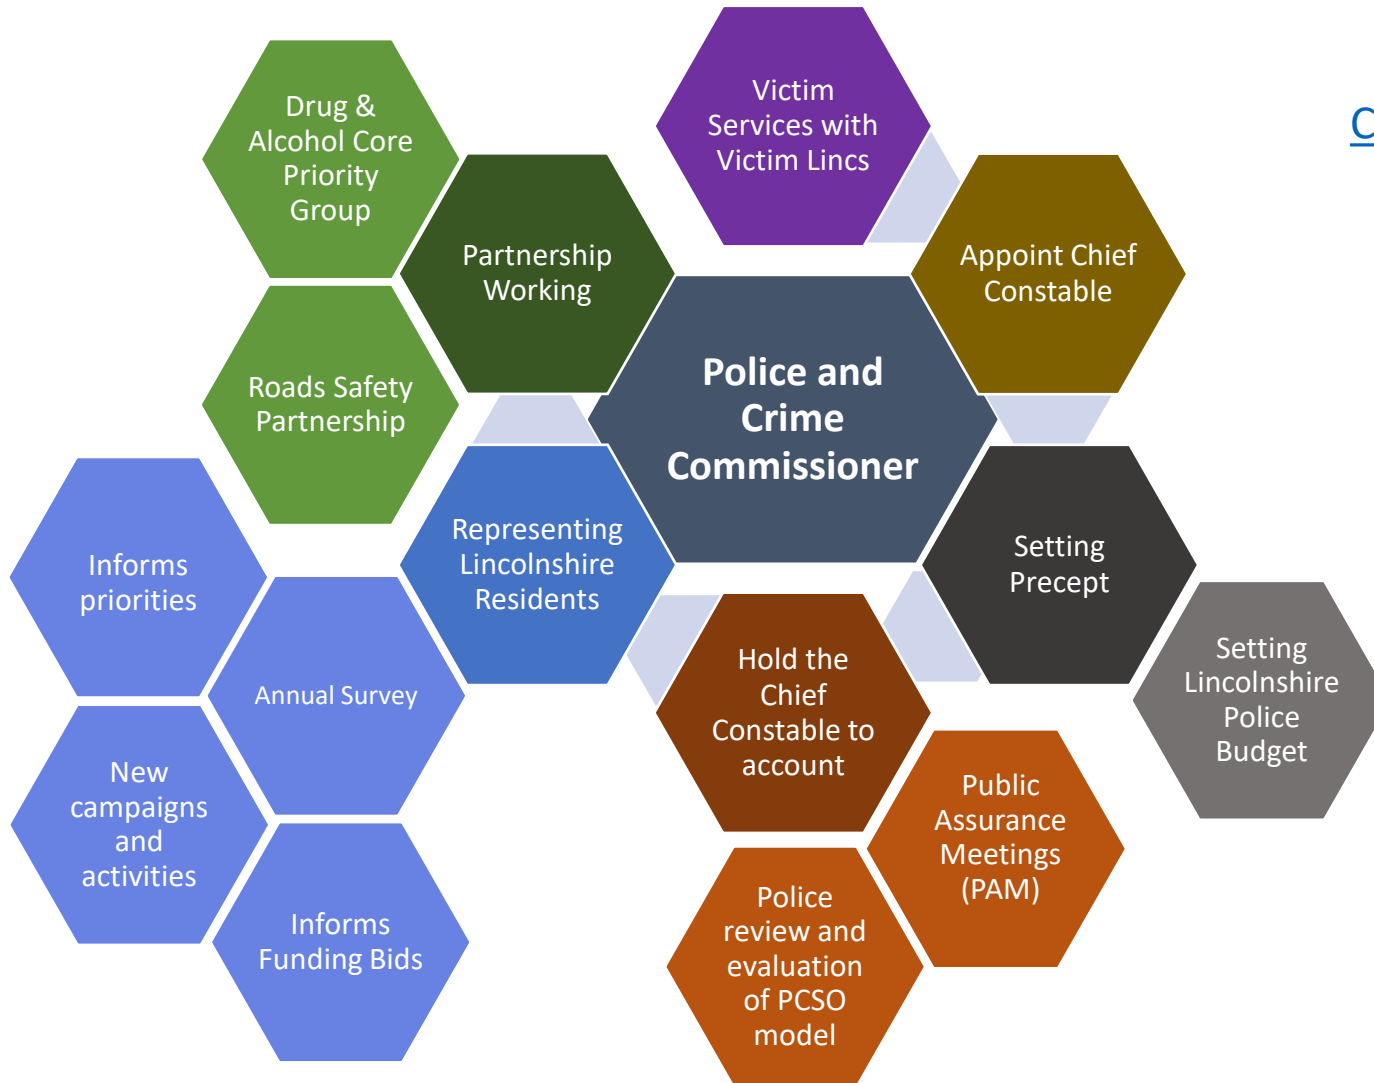 Drug &
Alcohol Core
Priority
Group
Victim
Services with
Victim Lincs
C
Partnership
Working
Appoint Chief
Constable
Roads Safety
Partnership
Police and
Crime
Commissioner
Representing
Lincolnshire
Residents
Setting
Precept
Informs
priorities
Annual Survey
Hold the
Chief
Constable to
account
Setting
Lincolnshire
Police
Budget
New
campaigns
and
activities
Public
Assurance
Meetings
(PAM)
Informs
Funding Bids
Police
review and
evaluation
of PCSO
model